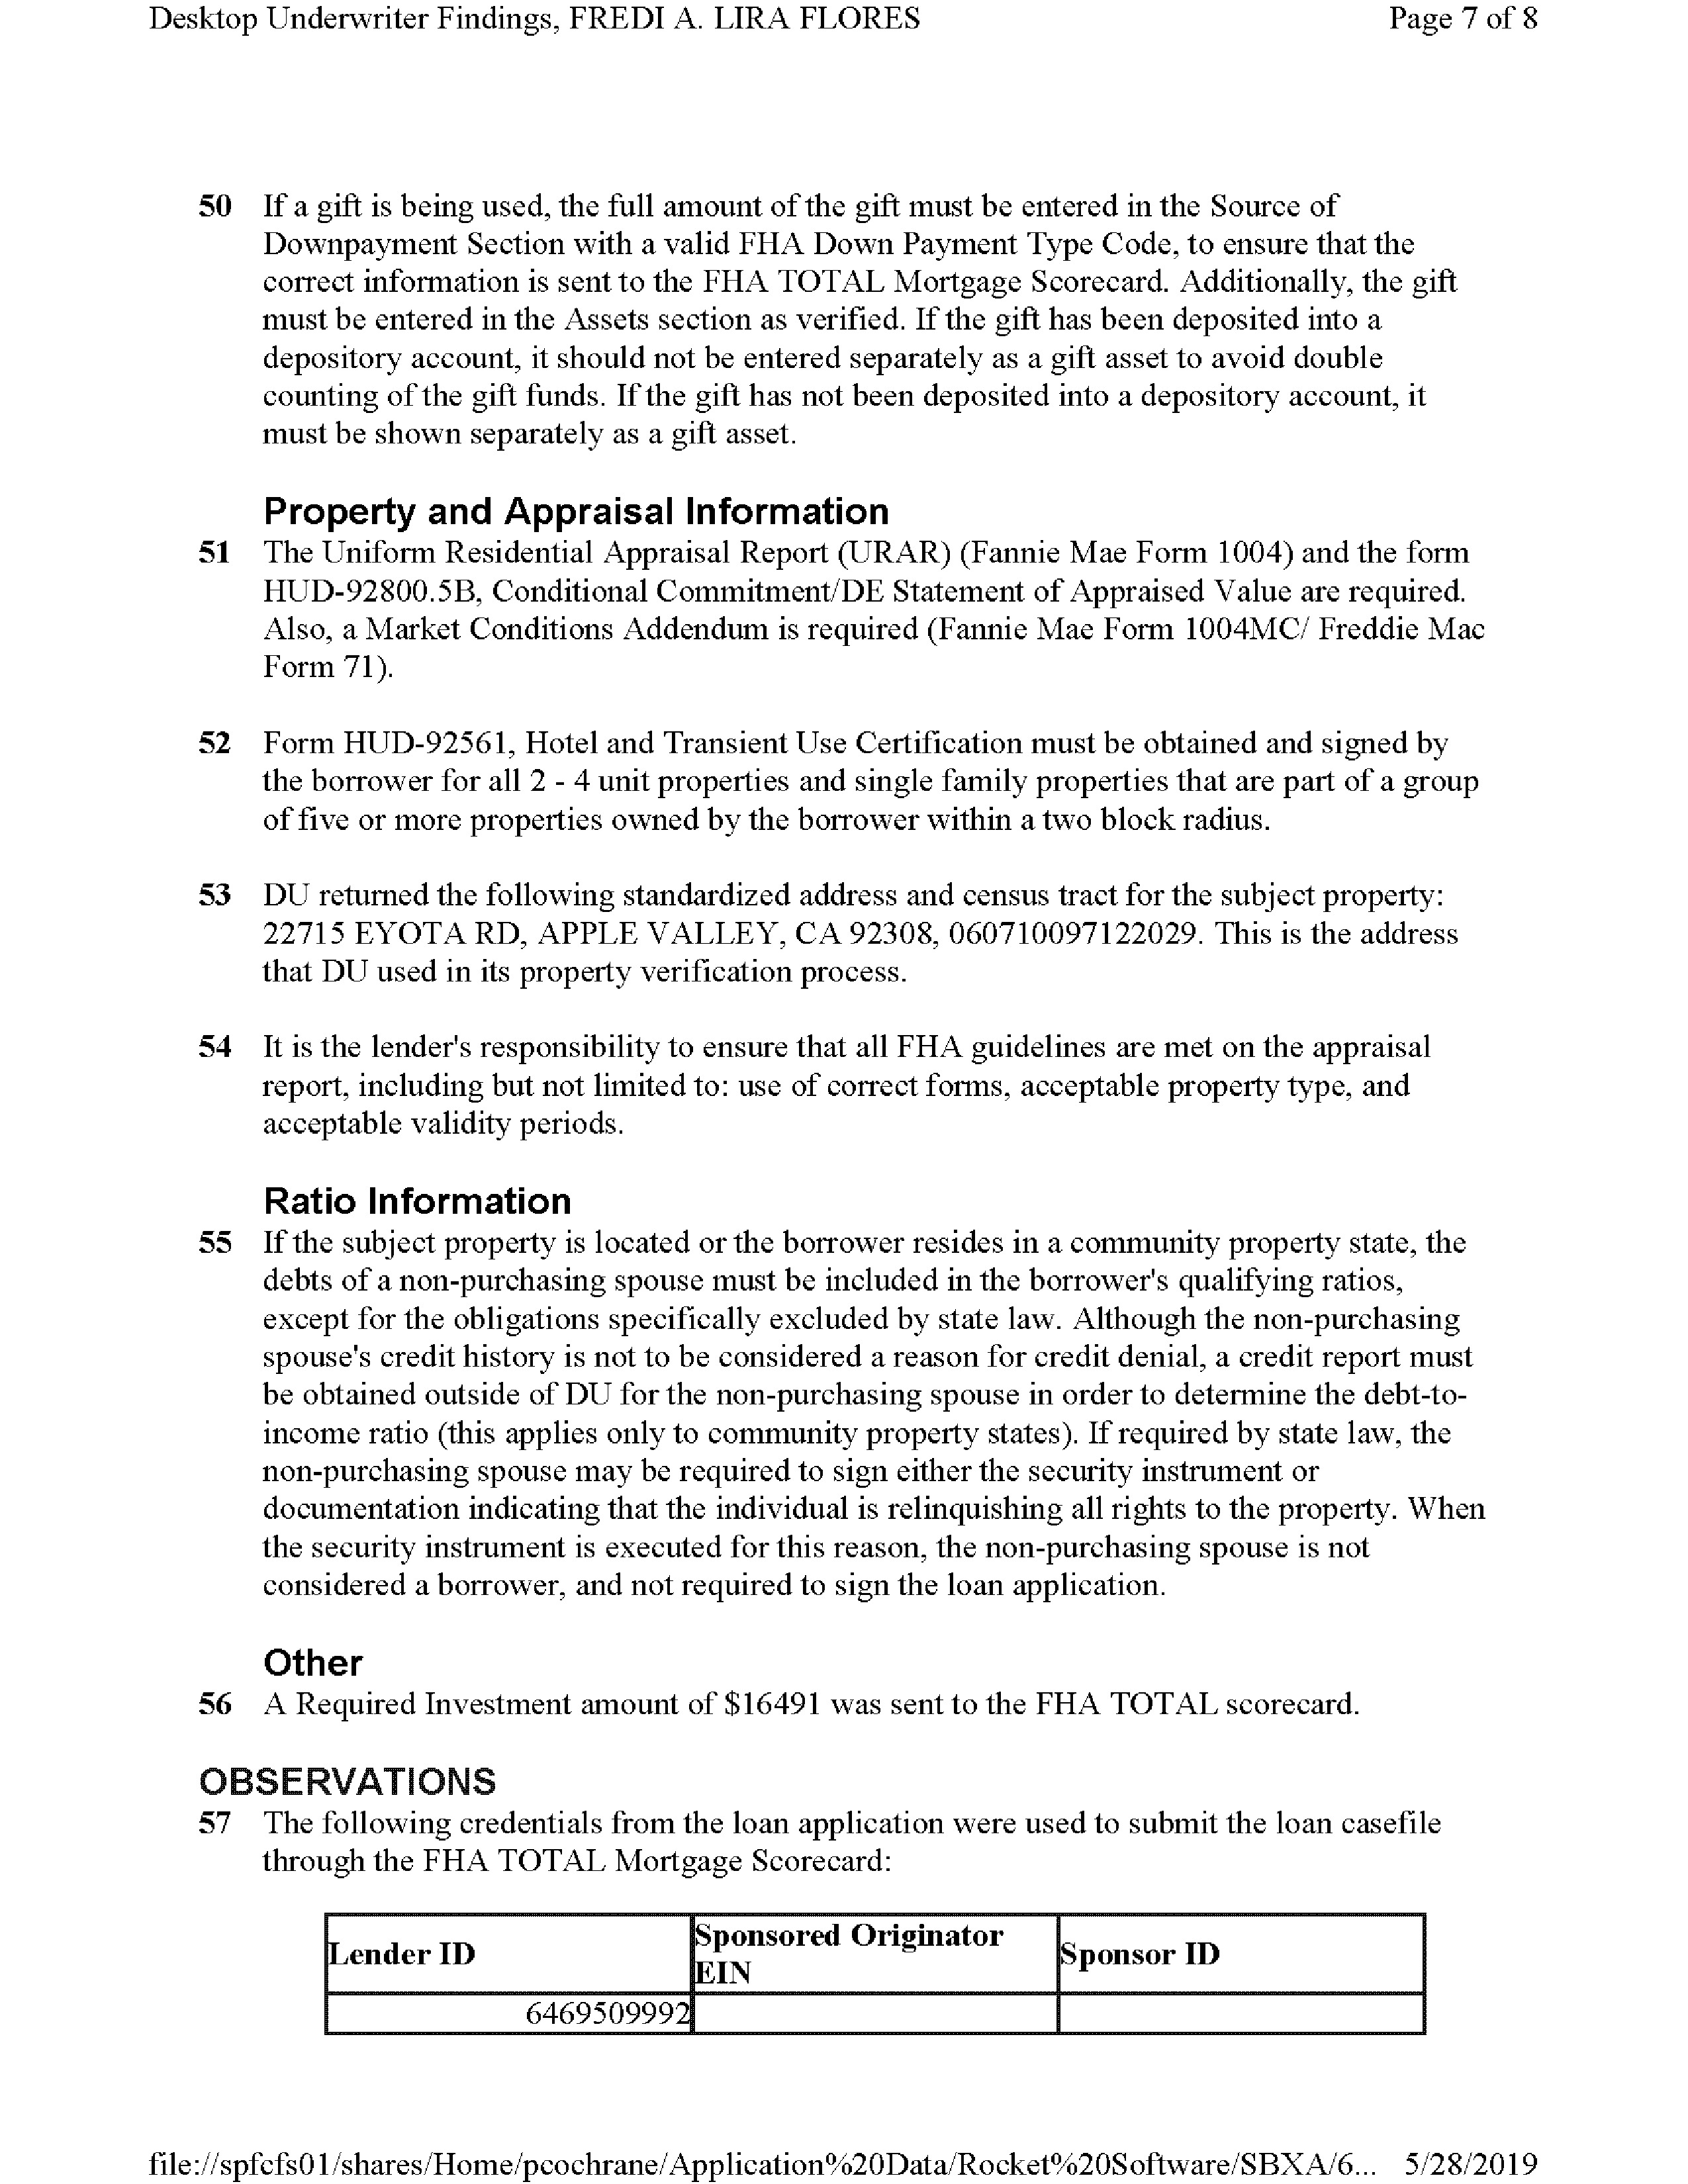 Desktop Underwriter Findings, FREDI A. LIRA FLORES Page 7 of 8
50 If a gift is being used, the full amount of the gift must be entered in the Source of
Downpayment Section with a valid FHA Down Payment Type Code, to ensure that the
correct information is sent to the FHA TOTAL Mortgage Scorecard. Additionally, the gift
must be entered in the Assets section as verified. If the gift has been deposited into a
depository account, it should not be entered separately as a gift asset to avoid double
counting of the gift funds. If the gift has not been deposited into a depository account, it
must be shown separately as a gift asset.
Property and Appraisal Information
51 The Uniform Residential Appraisal Report (URAR) (Fannie Mae Form 1004) and the form
HUD-92800.5B, Conditional Commitment/DE Statement of Appraised Value are required.
Also, a Market Conditions Addendum is required (Fannie Mae Form 1004MC/ Freddie Mac
Form 71).
52 Form HUD-92561, Hotel and Transient Use Certification must be obtained and signed by
the borrower for all 2 - 4 unit properties and single family properties that are part of a group
of five or more properties owned by the borrower within a two block radius.
53 DU returned the following standardized address and census tract for the subject property:
22715 EYOTA RD, APPLE VALLEY, CA 92308, 060710097122029. This is the address
that DU used in its property verification process.
54 It is the lender's responsibility to ensure that all FHA guidelines are met on the appraisal
report, including but not limited to: use of correct forms, acceptable property type, and
acceptable validity periods.
Ratio Information
55 If the subject property is located or the borrower resides in a community property state, the
debts of a non-purchasing spouse must be included in the borrower's qualifying ratios,
except for the obligations specifically excluded by state law. Although the non-purchasing
spouse's credit history is not to be considered a reason for credit denial, a credit report must
be obtained outside of DU for the non-purchasing spouse in order to determine the debt-to-
income ratio (this applies only to community property states). If required by state law, the
non-purchasing spouse may be required to sign either the security instrument or
documentation indicating that the individual is relinquishing all rights to the property. When
the security instrument is executed for this reason, the non-purchasing spouse is not
considered a borrower, and not required to sign the loan application.
Other
56 A Required Investment amount of $16491 was sent to the FHA TOTAL scorecard.
OBSERVATIONS
57 The following credentials from the loan application were used to submit the loan casefile
through the FHA TOTAL Mortgage Scorecard:
Lender ID Sponsored Originator EIN Sponsor ID
6469509992
file://spfcfs01/shares/Home/pcochrane/Application%20Data/Rocket%20Software/SBXA/6... 5/28/2019